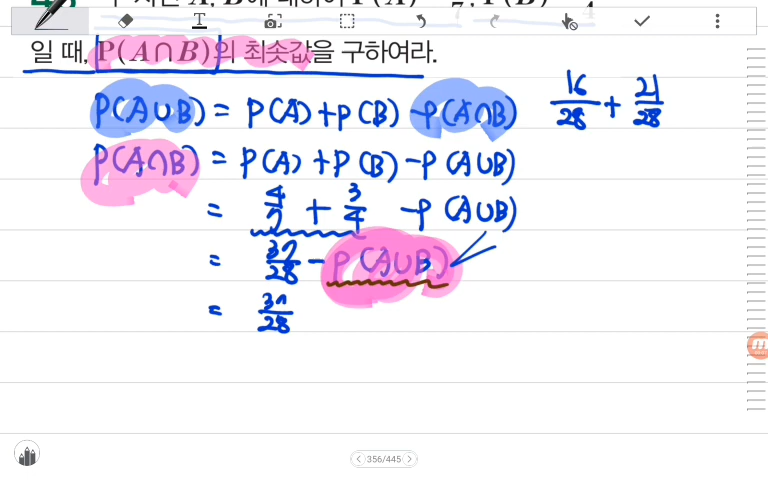 일 때, P(A∩B)의 최솟값을 구하여라.
P(A∪B) = P(A)+P(B)-P(A∩B)
16/28 + 21/28
P(A∩B) = P(A)+P(B)-P(A∪B)
= 4/7 + 3/4 -P(A∪B)
= 37/28 - P(A∪B)
= 37/28
356/445